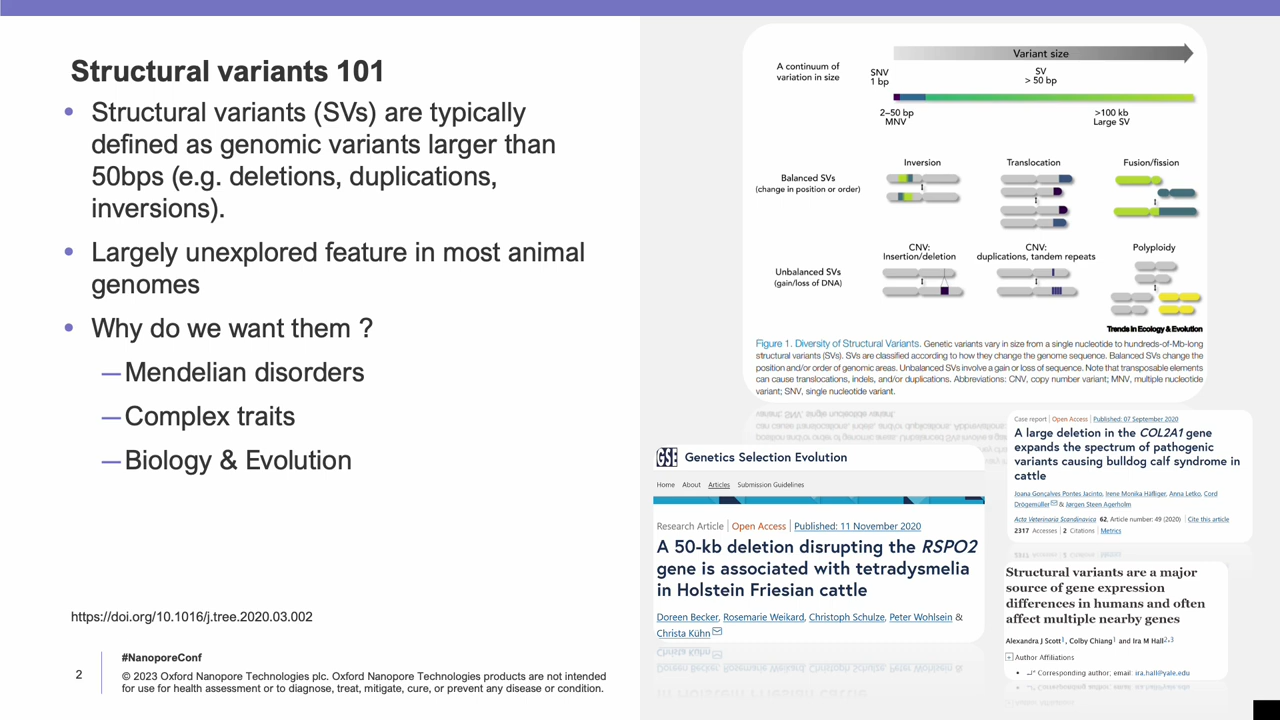 Structural variants 101
• Structural variants (SVs) are typically
defined as genomic variants larger than
50bps (e.g. deletions, duplications,
inversions).
• Largely unexplored feature in most animal
genomes
• Why do we want them ?
—Mendelian disorders
—Complex traits
—Biology & Evolution
https://doi.org/10.1016/j.tree.2020.03.002
2
#NanoporeConf
© 2023 Oxford Nanopore Technologies plc. Oxford Nanopore Technologies products are not intended
for use for health assessment or to diagnose, treat, mitigate, cure, or prevent any disease or condition.
Variant size
A continuum of
variation in size
SNV
1 bp
SV
> 50 bp
2–50 bp
MNV
>100 kb
Large SV
Inversion
Translocation
Fusion/fission
Balanced SVs
(change in position or order)
CNV:
Insertion/deletion
CNV:
duplications, tandem repeats
Polyploidy
Unbalanced SVs
(gain/loss of DNA)
Trends in Ecology & Evolution
Figure 1. Diversity of Structural Variants. Genetic variants vary in size from a single nucleotide to hundreds-of-Mb-long
structural variants (SVs). SVs are classified according to how they change the genome sequence. Balanced SVs change the
position and/or order of genomic areas. Unbalanced SVs involve a gain or loss of sequence. Note that transposable elements
can cause translocations, indels, and/or duplications. Abbreviations: CNV, copy number variant; MNV, multiple nucleotide
variant; SNV, single nucleotide variant.
GSE Genetics Selection Evolution
Home About Articles Submission Guidelines
Research Article | Open Access | Published: 11 November 2020
A 50-kb deletion disrupting the RSPO2
gene is associated with tetradysmelia
in Holstein Friesian cattle
Doreen Becker, Rosemarie Weikard, Christoph Schulze, Peter Wohlsein &
Christa Kühn
Case report | Open Access | Published: 07 September 2020
A large deletion in the COL2A1 gene
expands the spectrum of pathogenic
variants causing bulldog calf syndrome in
cattle
Joana Gonçalves Pontes Jacinto, Irene Monika Häfliger, Anna Letko, Cord
Drögemüller & Jørgen Steen Agerholm
Acta Veterinaria Scandinavica 62, Article number: 49 (2020) | Cite this article
2317 Accesses | 2 Citations | Metrics
Structural variants are a major
source of gene expression
differences in humans and often
affect multiple nearby genes
Alexandra J Scott1, Colby Chiang1 and Ira M Hall2,3
+ Author Affiliations
• ↵* Corresponding author; email: ira.hall@yale.edu